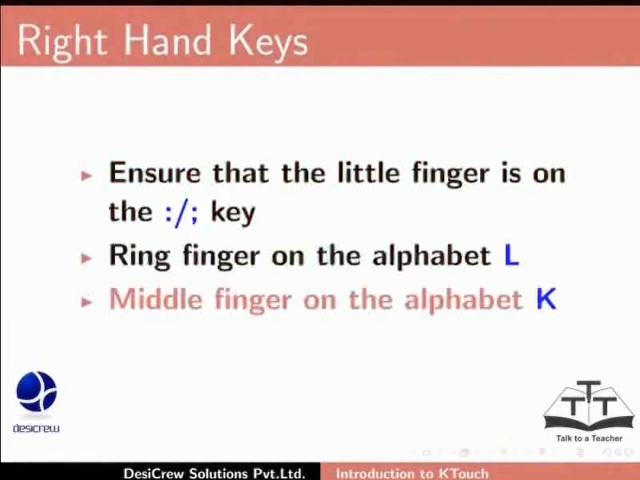 Right Hand Keys
Ensure that the little finger is on
the :/; key
Ring finger on the alphabet L
Middle finger on the alphabet K
desicrew
TTT
Talk to a Teacher
DesiCrew Solutions Pvt.Ltd. Introduction to KTouch